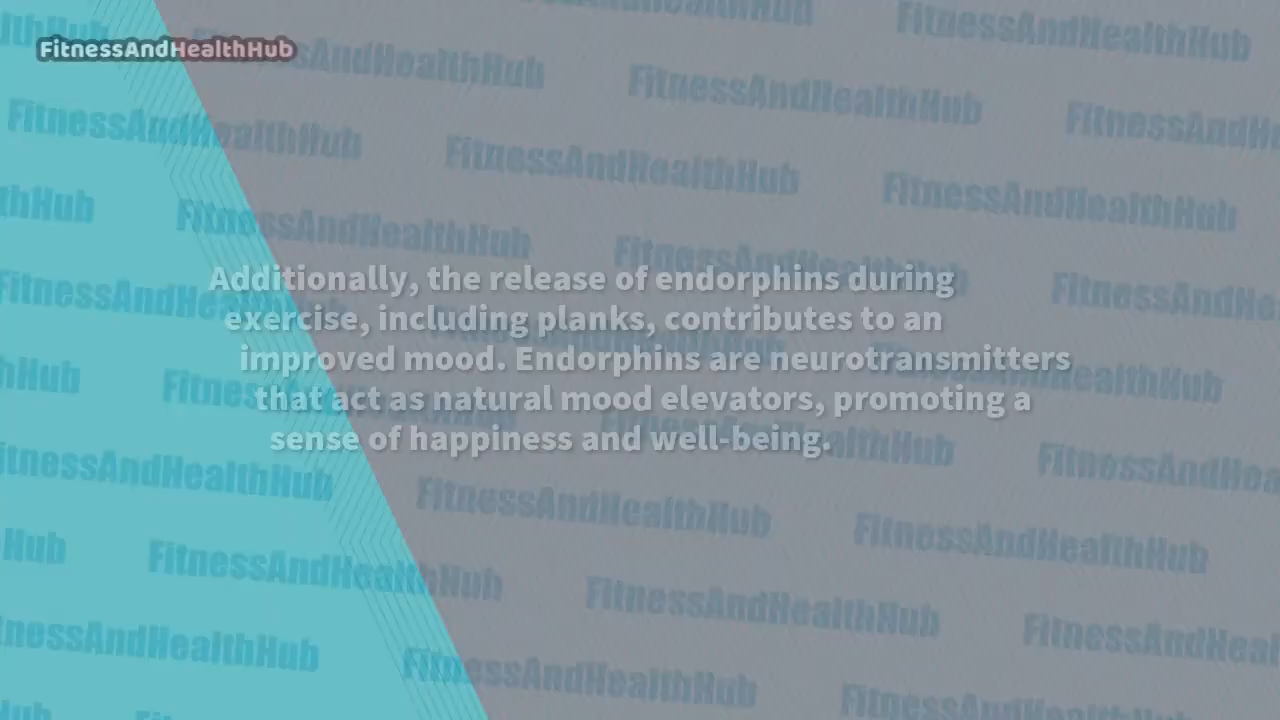 FitnessAndHealthHub
Additionally, the release of endorphins during
exercise, including planks, contributes to an
improved mood. Endorphins are neurotransmitters
that act as natural mood elevators, promoting a
sense of happiness and well-being.